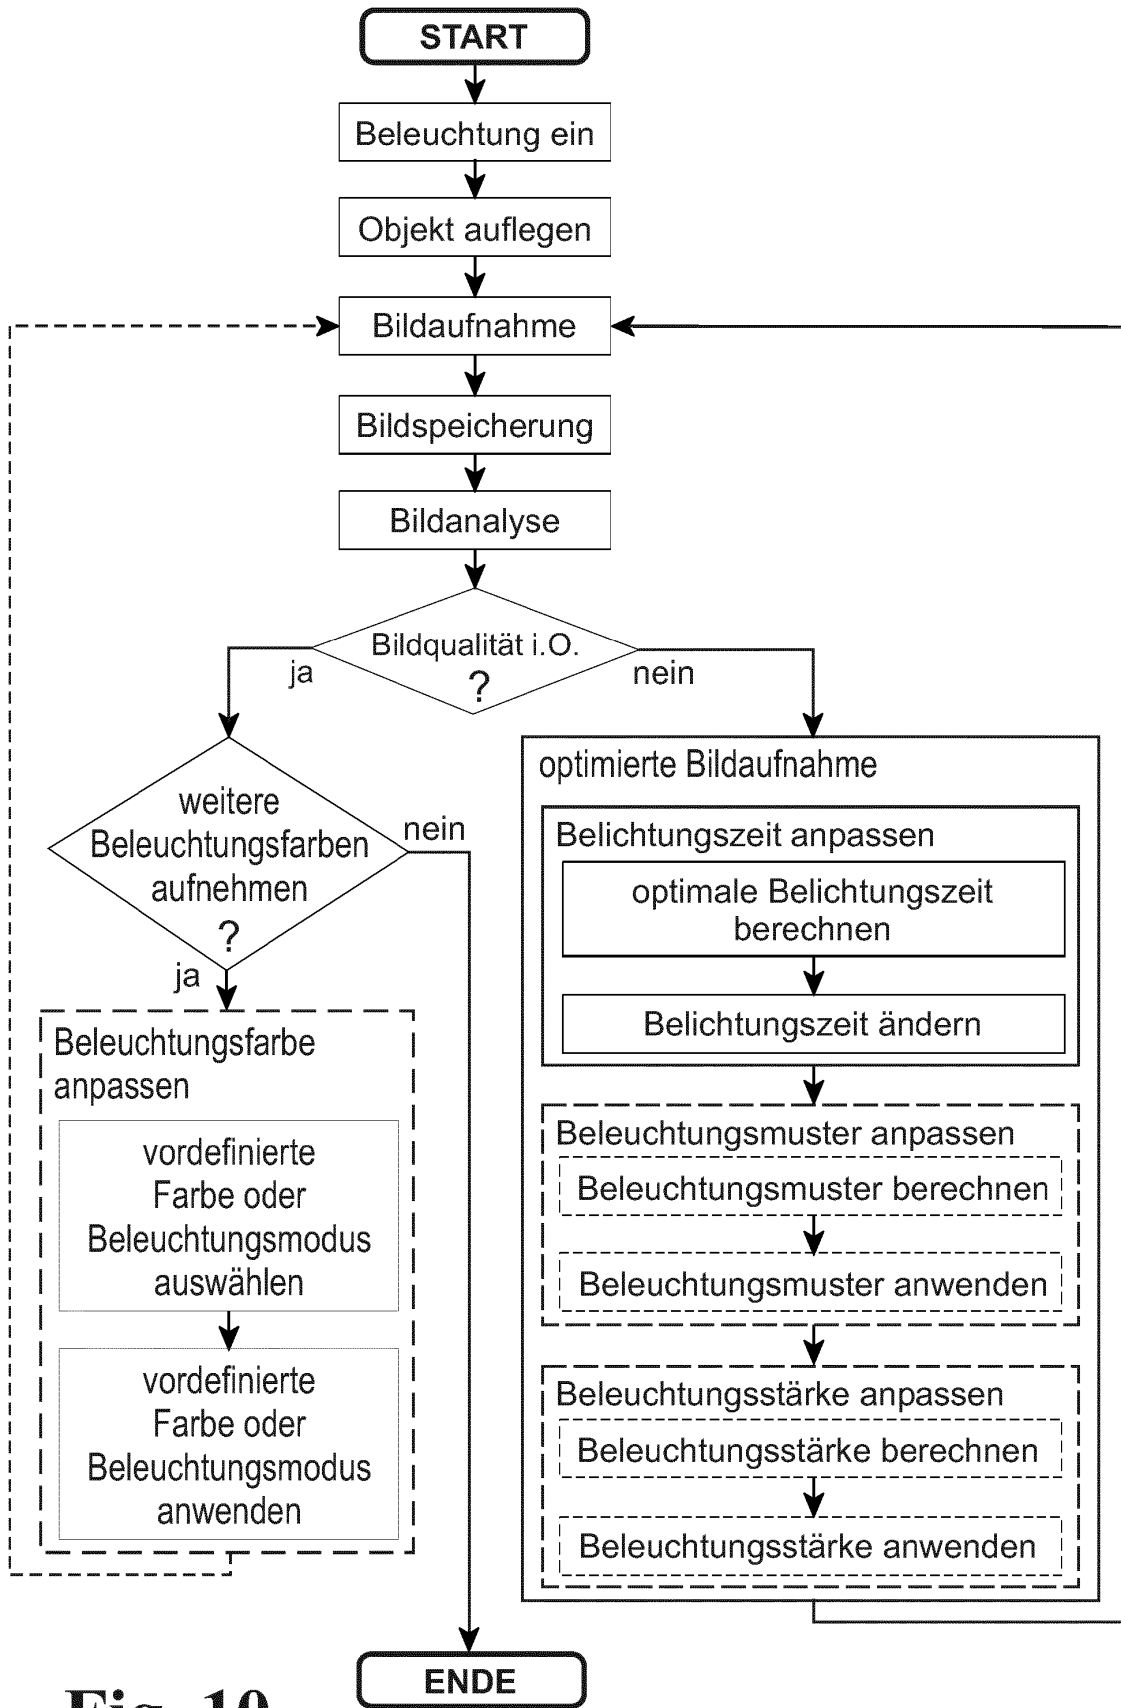 START
Beleuchtung ein
Objekt auflegen
Bildaufnahme
Bildspeicherung
Bildanalyse
Bildqualität i.O.
?
ja
nein
weitere
Beleuchtungsfarben
aufnehmen
?
nein
ja
Beleuchtungsfarbe
anpassen
vordefinierte
Farbe oder
Beleuchtungsmodus
auswählen
vordefinierte
Farbe oder
Beleuchtungsmodus
anwenden
optimierte Bildaufnahme
Belichtungszeit anpassen
optimale Belichtungszeit
berechnen
Belichtungszeit ändern
Beleuchtungsmuster anpassen
Beleuchtungsmuster berechnen
Beleuchtungsmuster anwenden
Beleuchtungsstärke anpassen
Beleuchtungsstärke berechnen
Beleuchtungsstärke anwenden
ENDE
Fig. 10